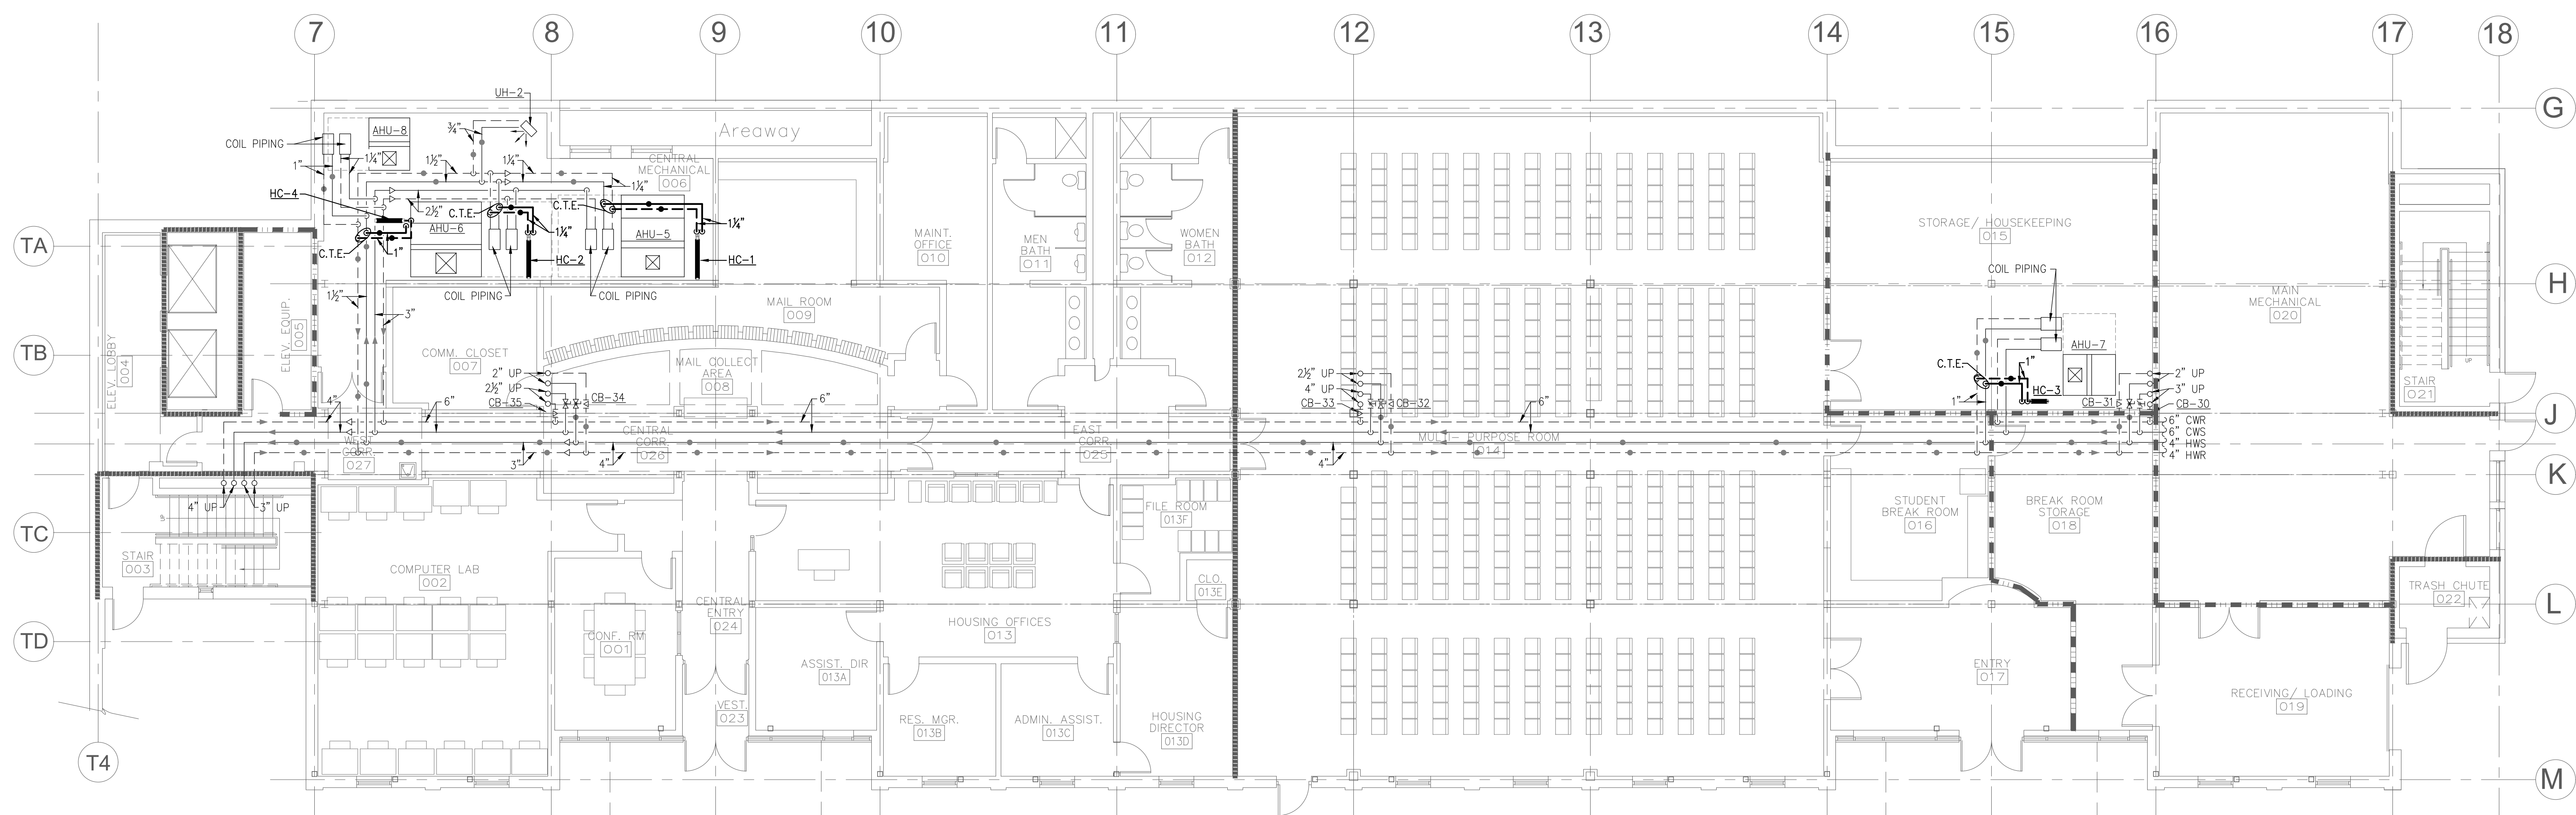 7
8
9
10
11
12
13
14
15
16
17
18
G
UH-2
Areaway
AHU-8
¾"
COIL PIPING
1"
1¼"
1½"
1¼"
CENTRAL
MECHANICAL
006
1¼"
HC-4
2½"
C.T.E.
C.T.E.
AHU-6
1¼"
AHU-5
1¼"
C.T.E.
1"
HC-2
HC-1
TA
MAINT.
OFFICE
010
MEN
BATH
011
WOMEN
BATH
012
STORAGE/ HOUSEKEEPING
015
COIL PIPING
H
COIL PIPING
COIL PIPING
1½"
3"
MAIL ROOM
009
MAIN
MECHANICAL
020
ELEV. EQUIP.
005
ELEV. LOBBY
004
TB
COMM. CLOSET
007
MAIL COLLECT
AREA
008
2" UP
2½" UP
CB-35
CB-34
2½" UP
4" UP
CB-33
CB-32
C.T.E.
1"
AHU-7
HC-3
1"
CB-31
2" UP
3" UP
CB-30
UP
STAIR
021
J
4"
6"
6"
6"
WEST
CORR.
027
CENTRAL
CORR.
026
EAST
CORR.
025
MULTI- PURPOSE ROOM
014
6" CWR
6" CWS
4" HWS
4" HWR
3"
4"
4"
K
4" UP
3" UP
TC
STAIR
003
COMPUTER LAB
002
FILE ROOM
013F
STUDENT
BREAK ROOM
016
BREAK ROOM
STORAGE
018
CLO.
013E
TRASH CHUTE
022
L
TD
CONF. RM
001
CENTRAL
ENTRY
024
HOUSING OFFICES
013
ASSIST. DIR
013A
ENTRY
017
RECEIVING/ LOADING
019
VEST.
023
RES. MGR.
013B
ADMIN. ASSIST.
013C
HOUSING
DIRECTOR
013D
T4
M